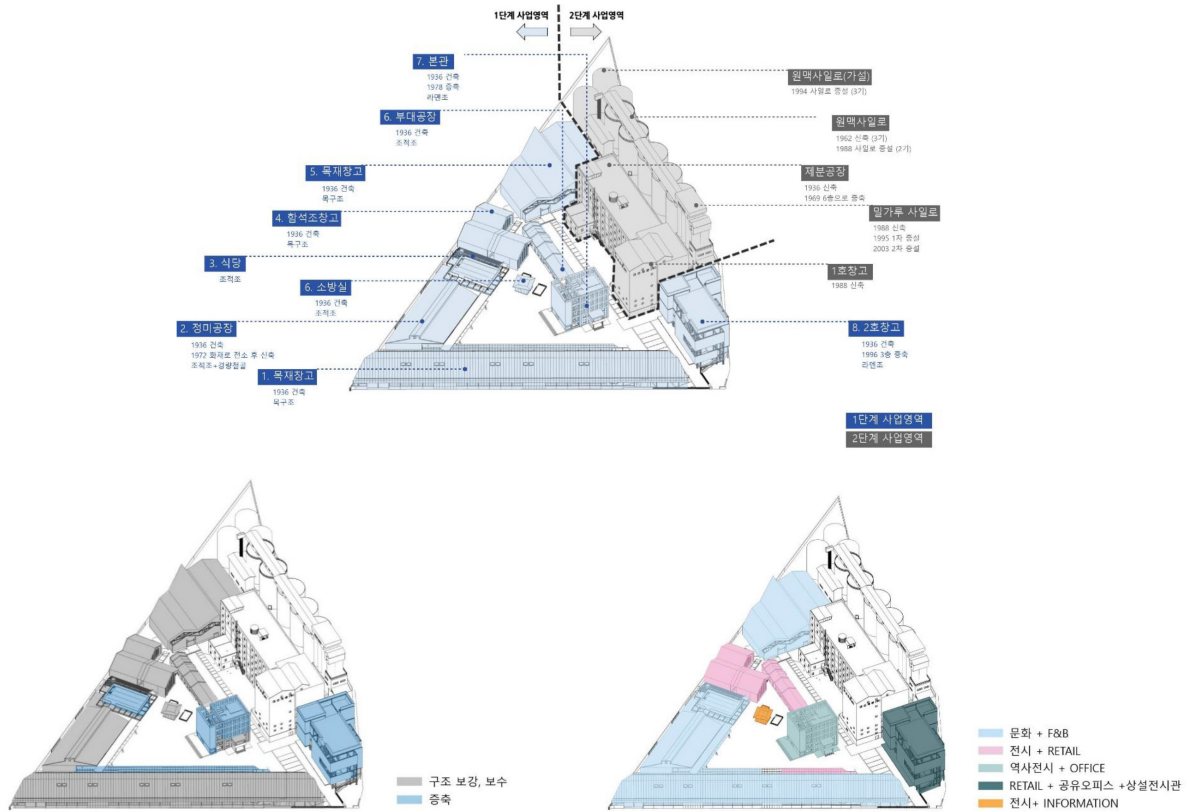 1단계 사업영역
2단계 사업영역
7. 본관
1936 건축
1978 증축
라멘조
6. 부대공장
1936 건축
조적조
5. 목재창고
1936 건축
목구조
4. 함석조창고
1936 건축
목구조
3. 식당
조적조
6. 소방실
1936 건축
조적조
2. 정미공장
1936 건축
1972 화재로 전소 후 신축
조적조+경량철골
1. 목재창고
1936 건축
목구조
원맥사일로(가설)
1994 사일로 증설 (3기)
원맥사일로
1962 신축 (3기)
1988 사일로 증설 (2기)
제분공장
1936 신축
1969 6층으로 증축
밀가루 사일로
1988 신축
1995 1차 증설
2003 2차 증설
1호창고
1988 신축
8. 2호창고
1936 건축
1996 3층 증축
라멘조
1단계 사업영역
2단계 사업영역
구조 보강, 보수
증축
문화 + F&B
전시 + RETAIL
역사전시 + OFFICE
RETAIL + 공유오피스 +상설전시관
전시+ INFORMATION